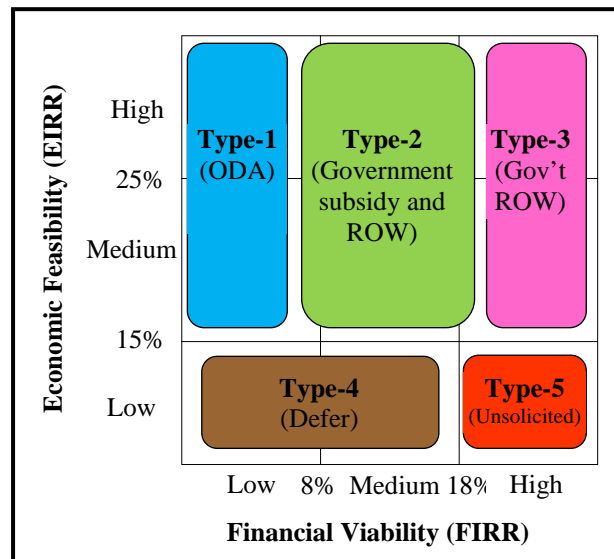 Economic Feasibility (EIRR)
High
25%
Medium
15%
Low
Type-1
(ODA)
Type-2
(Government
subsidy and
ROW)
Type-3
(Gov't
ROW)
Type-4
(Defer)
Type-5
(Unsolicited)
Low 8% Medium 18% High
Financial Viability (FIRR)